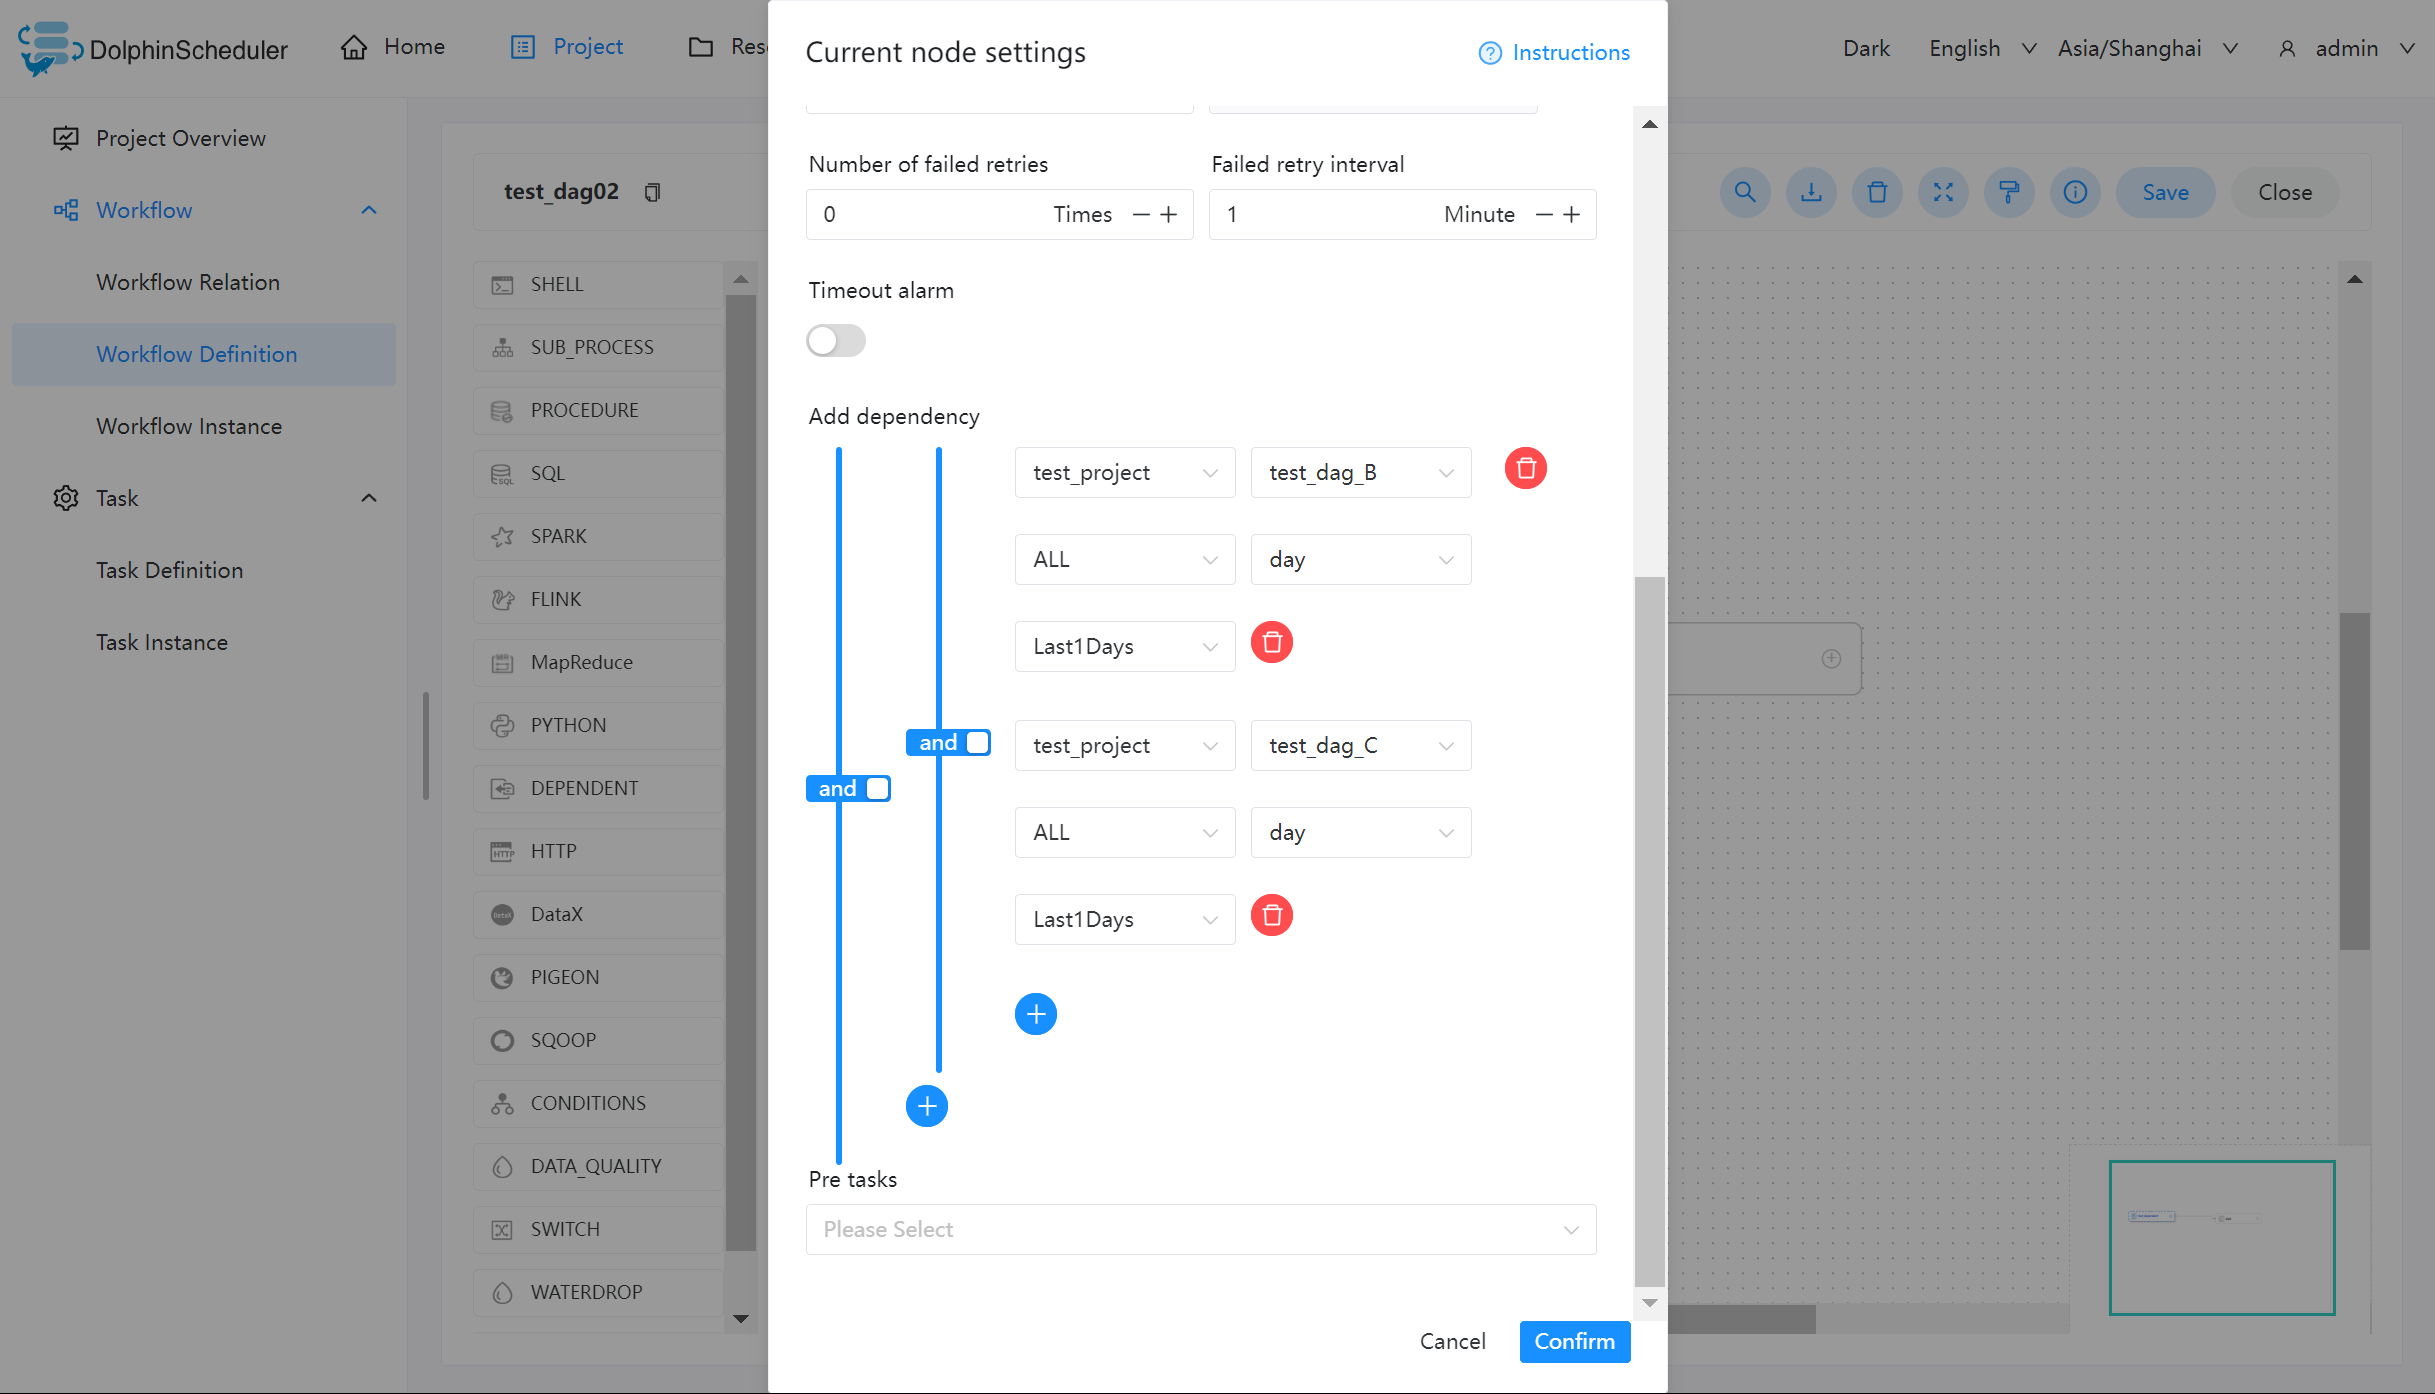 DolphinScheduler
Home
Project
Res
Dark
English
Asia/Shanghai
admin
Project Overview
Workflow
Workflow Relation
Workflow Definition
Workflow Instance
Task
Task Definition
Task Instance
test_dag02
Save
Close
SHELL
SUB_PROCESS
PROCEDURE
SQL
SPARK
FLINK
MapReduce
PYTHON
DEPENDENT
HTTP
DataX
PIGEON
SQOOP
CONDITIONS
DATA_QUALITY
SWITCH
WATERDROP
Current node settings
Instructions
Number of failed retries
Failed retry interval
0 Times
1 Minute
Timeout alarm
Add dependency
test_project
test_dag_B
ALL
day
Last1Days
and
test_project
test_dag_C
and
ALL
day
Last1Days
Pre tasks
Please Select
Cancel
Confirm